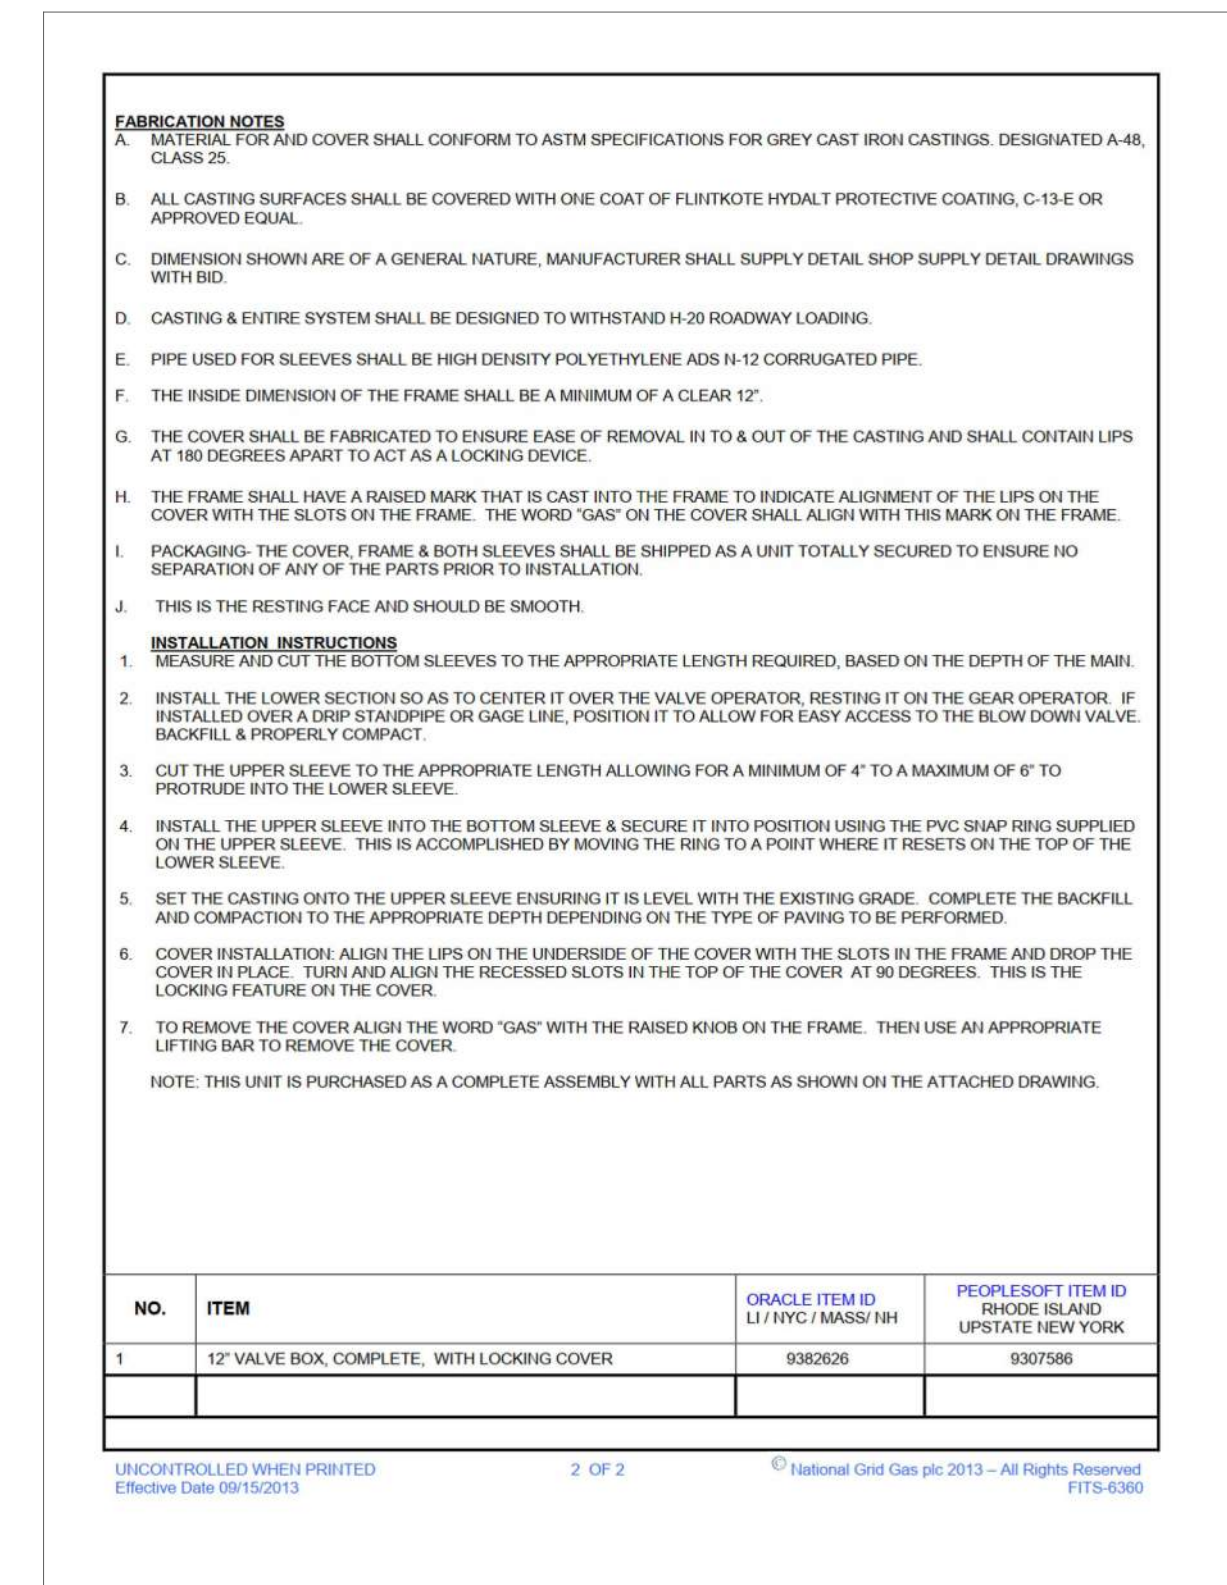 FABRICATION NOTES
A. MATERIAL FOR AND COVER SHALL CONFORM TO ASTM SPECIFICATIONS FOR GREY CAST IRON CASTINGS. DESIGNATED A-48,
CLASS 25.
B. ALL CASTING SURFACES SHALL BE COVERED WITH ONE COAT OF FLINTKOTE HYDALT PROTECTIVE COATING, C-13-E OR
APPROVED EQUAL.
C. DIMENSION SHOWN ARE OF A GENERAL NATURE, MANUFACTURER SHALL SUPPLY DETAIL SHOP SUPPLY DETAIL DRAWINGS
WITH BID.
D. CASTING & ENTIRE SYSTEM SHALL BE DESIGNED TO WITHSTAND H-20 ROADWAY LOADING.
E. PIPE USED FOR SLEEVES SHALL BE HIGH DENSITY POLYETHYLENE ADS N-12 CORRUGATED PIPE.
F. THE INSIDE DIMENSION OF THE FRAME SHALL BE A MINIMUM OF A CLEAR 12”.
G. THE COVER SHALL BE FABRICATED TO ENSURE EASE OF REMOVAL IN TO & OUT OF THE CASTING AND SHALL CONTAIN LIPS
AT 180 DEGREES APART TO ACT AS A LOCKING DEVICE.
H. THE FRAME SHALL HAVE A RAISED MARK THAT IS CAST INTO THE FRAME TO INDICATE ALIGNMENT OF THE LIPS ON THE
COVER WITH THE SLOTS ON THE FRAME. THE WORD “GAS” ON THE COVER SHALL ALIGN WITH THIS MARK ON THE FRAME.
I. PACKAGING- THE COVER, FRAME & BOTH SLEEVES SHALL BE SHIPPED AS A UNIT TOTALLY SECURED TO ENSURE NO
SEPARATION OF ANY OF THE PARTS PRIOR TO INSTALLATION.
J. THIS IS THE RESTING FACE AND SHOULD BE SMOOTH.
INSTALLATION INSTRUCTIONS
1. MEASURE AND CUT THE BOTTOM SLEEVES TO THE APPROPRIATE LENGTH REQUIRED, BASED ON THE DEPTH OF THE MAIN.
2. INSTALL THE LOWER SECTION SO AS TO CENTER IT OVER THE VALVE OPERATOR, RESTING IT ON THE GEAR OPERATOR. IF
INSTALLED OVER A DRIP STANDPIPE OR GAGE LINE, POSITION IT TO ALLOW FOR EASY ACCESS TO THE BLOW DOWN VALVE.
BACKFILL & PROPERLY COMPACT.
3. CUT THE UPPER SLEEVE TO THE APPROPRIATE LENGTH ALLOWING FOR A MINIMUM OF 4” TO A MAXIMUM OF 6” TO
PROTRUDE INTO THE LOWER SLEEVE.
4. INSTALL THE UPPER SLEEVE INTO THE BOTTOM SLEEVE & SECURE IT INTO POSITION USING THE PVC SNAP RING SUPPLIED
ON THE UPPER SLEEVE. THIS IS ACCOMPLISHED BY MOVING THE RING TO A POINT WHERE IT RESETS ON THE TOP OF THE
LOWER SLEEVE.
5. SET THE CASTING ONTO THE UPPER SLEEVE ENSURING IT IS LEVEL WITH THE EXISTING GRADE. COMPLETE THE BACKFILL
AND COMPACTION TO THE APPROPRIATE DEPTH DEPENDING ON THE TYPE OF PAVING TO BE PERFORMED.
6. COVER INSTALLATION: ALIGN THE LIPS ON THE UNDERSIDE OF THE COVER WITH THE SLOTS IN THE FRAME AND DROP THE
COVER IN PLACE. TURN AND ALIGN THE RECESSED SLOTS IN THE TOP OF THE COVER AT 90 DEGREES. THIS IS THE
LOCKING FEATURE ON THE COVER.
7. TO REMOVE THE COVER ALIGN THE WORD “GAS” WITH THE RAISED KNOB ON THE FRAME. THEN USE AN APPROPRIATE
LIFTING BAR TO REMOVE THE COVER.
NOTE: THIS UNIT IS PURCHASED AS A COMPLETE ASSEMBLY WITH ALL PARTS AS SHOWN ON THE ATTACHED DRAWING.
NO. ITEM
ORACLE ITEM ID
LI / NYC / MASS/ NH
PEOPLESOFT ITEM ID
RHODE ISLAND
UPSTATE NEW YORK
1 12” VALVE BOX, COMPLETE, WITH LOCKING COVER 9382626 9307586
UNCONTROLLED WHEN PRINTED 2 OF 2 © National Grid Gas plc 2013 – All Rights Reserved
Effective Date 09/15/2013 FITS-6360